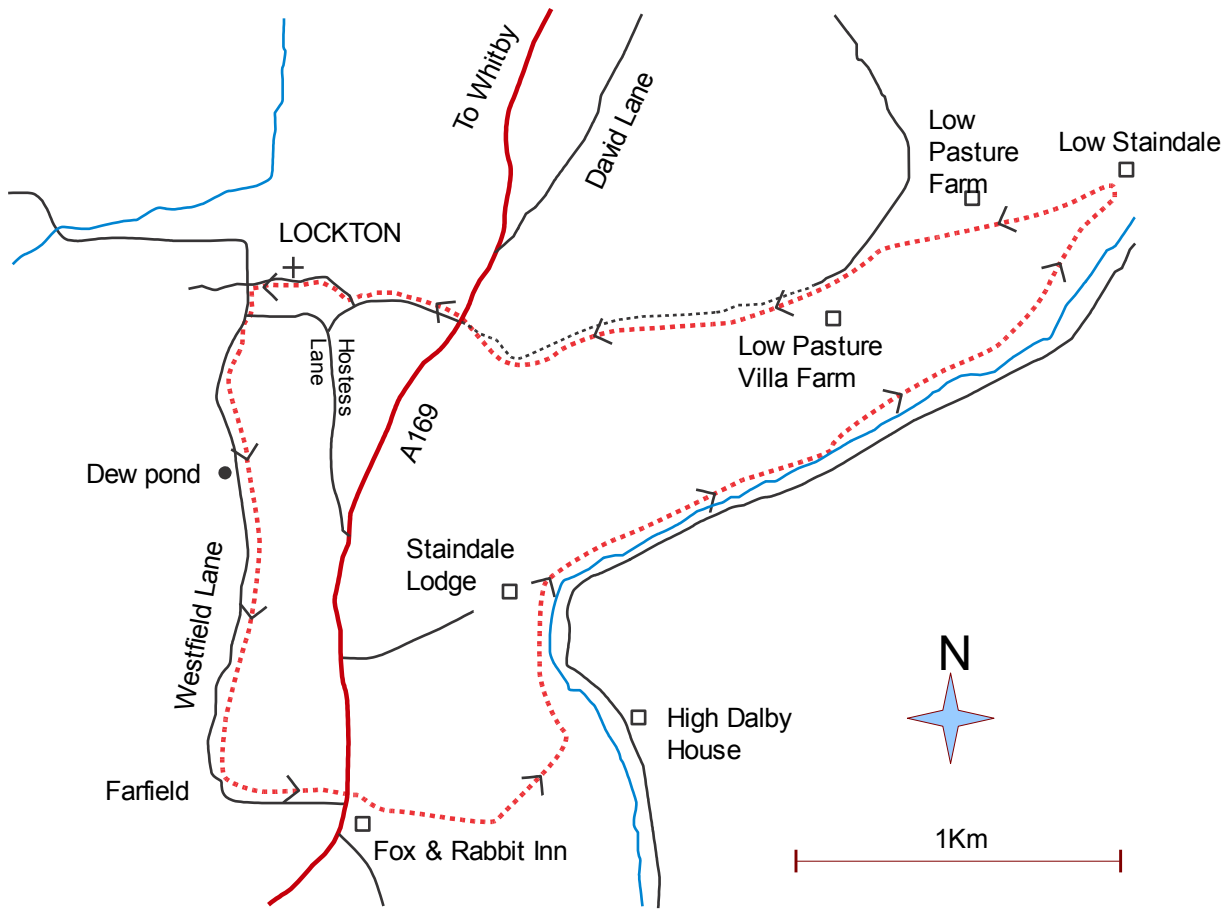 To Whitby
David Lane
Low
Pasture
Farm
Low Staindale
LOCKTON
Hostess
Lane
Low Pasture
Villa Farm
A169
Dew pond
Staindale
Lodge
Westfield Lane
N
High Dalby
House
Farfield
1Km
Fox & Rabbit Inn